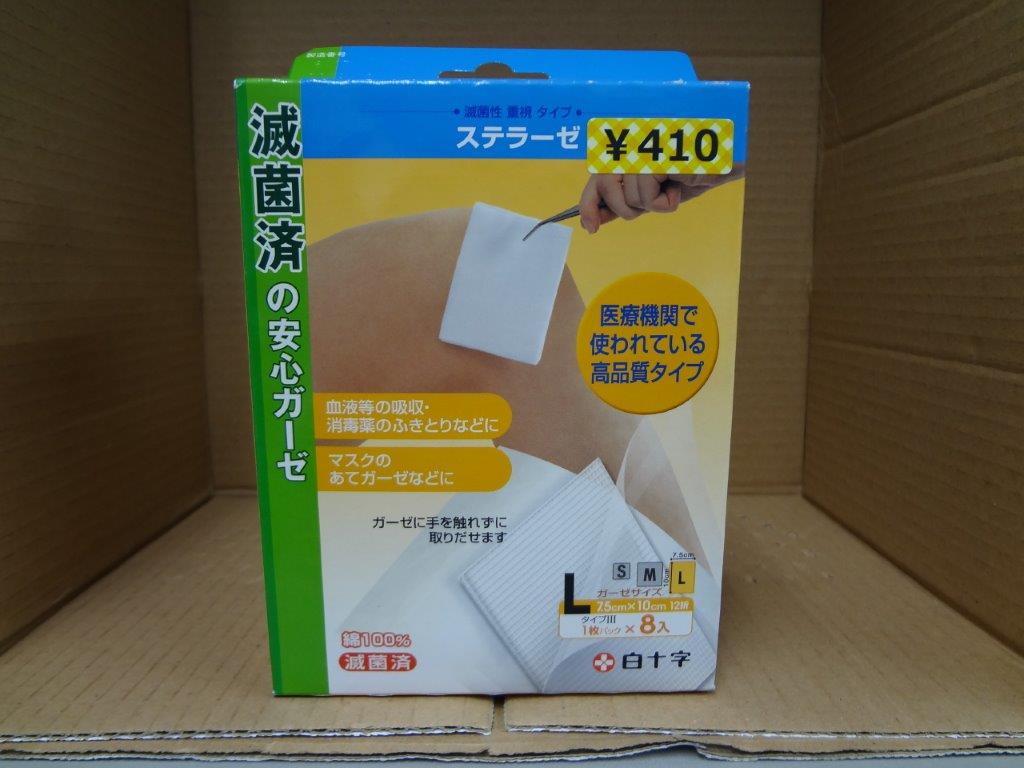 製造番号
滅菌性 重視 タイプ
ステラーゼ
¥410
滅菌済の安心ガーゼ
医療機関で
使われている
高品質タイプ
血液等の吸収・
消毒薬のふきとりなどに
マスクの
あてガーゼなどに
ガーゼに手を触れずに
取りだせます
7.5cm
10cm
S M L
L
ガーゼサイズ
7.5cm×10cm 12折
タイプIII
1枚パック×8入
綿100%
滅菌済
白十字